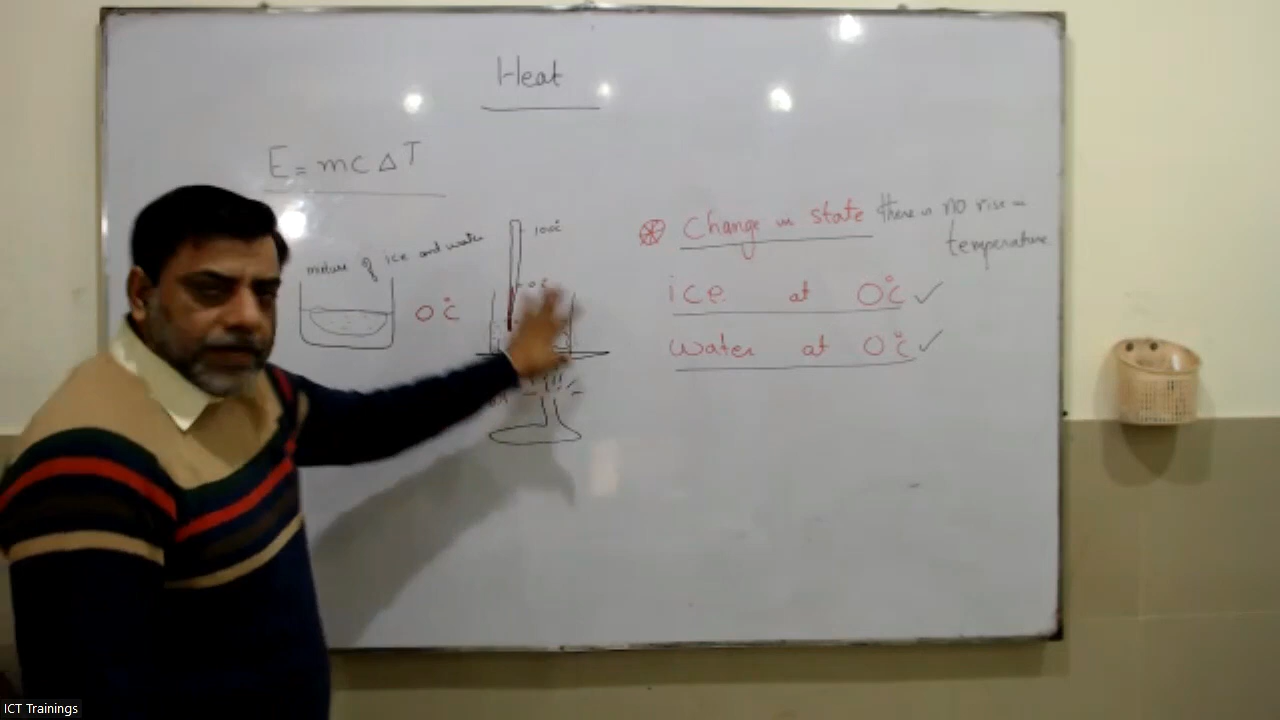 Heat
E = mc Δ T
mixture of ice and water
0°C
100°C
0°C
Change in state there is no rise in
temperature
ice at 0°C ✓
water at 0°C ✓
ICT Trainings